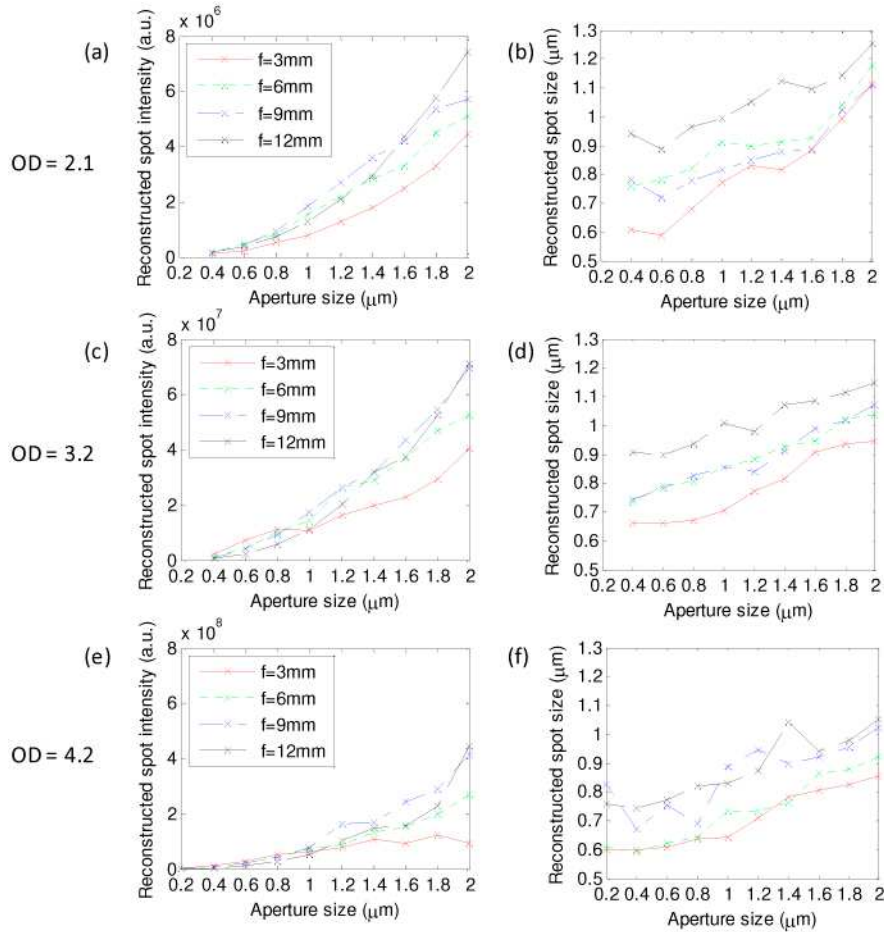 (a)
x 10^6
Reconstructed spot intensity (a.u.)
8
6
4
2
0
f=3mm
f=6mm
f=9mm
f=12mm
0.2 0.4 0.6 0.8 1 1.2 1.4 1.6 1.8 2
Aperture size (μm)
(b)
Reconstructed spot size (μm)
1.3
1.2
1.1
1
0.9
0.8
0.7
0.6
0.5
0.2 0.4 0.6 0.8 1 1.2 1.4 1.6 1.8 2
Aperture size (μm)
OD = 2.1
(c)
x 10^7
Reconstructed spot intensity (a.u.)
8
6
4
2
0
f=3mm
f=6mm
f=9mm
f=12mm
0.2 0.4 0.6 0.8 1 1.2 1.4 1.6 1.8 2
Aperture size (μm)
(d)
Reconstructed spot size (μm)
1.3
1.2
1.1
1
0.9
0.8
0.7
0.6
0.5
0.2 0.4 0.6 0.8 1 1.2 1.4 1.6 1.8 2
Aperture size (μm)
OD = 3.2
(e)
x 10^8
Reconstructed spot intensity (a.u.)
8
6
4
2
0
f=3mm
f=6mm
f=9mm
f=12mm
0.2 0.4 0.6 0.8 1 1.2 1.4 1.6 1.8 2
Aperture size (μm)
(f)
Reconstructed spot size (μm)
1.3
1.2
1.1
1
0.9
0.8
0.7
0.6
0.5
0.2 0.4 0.6 0.8 1 1.2 1.4 1.6 1.8 2
Aperture size (μm)
OD = 4.2